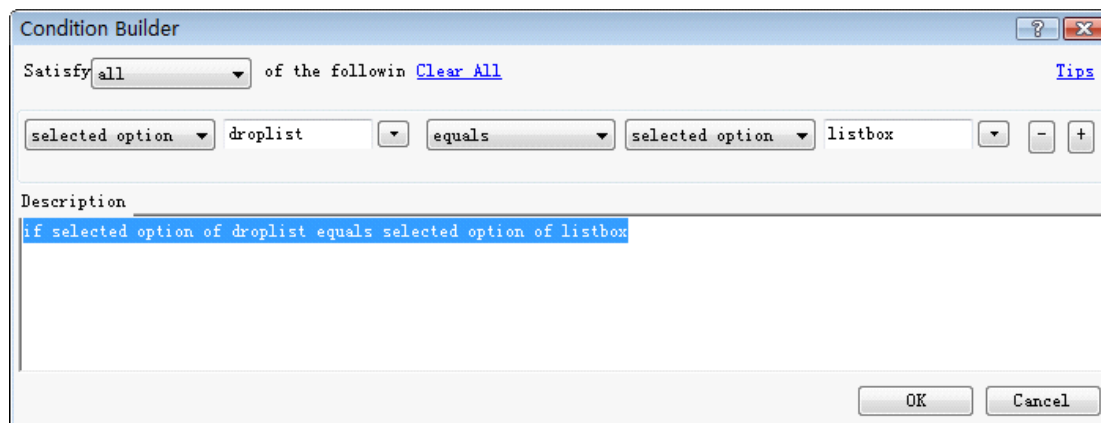 Condition Builder
Satisfy all of the followin Clear All Tips
selected option droplist equals selected option listbox - +
Description
if selected option of droplist equals selected option of listbox
OK Cancel